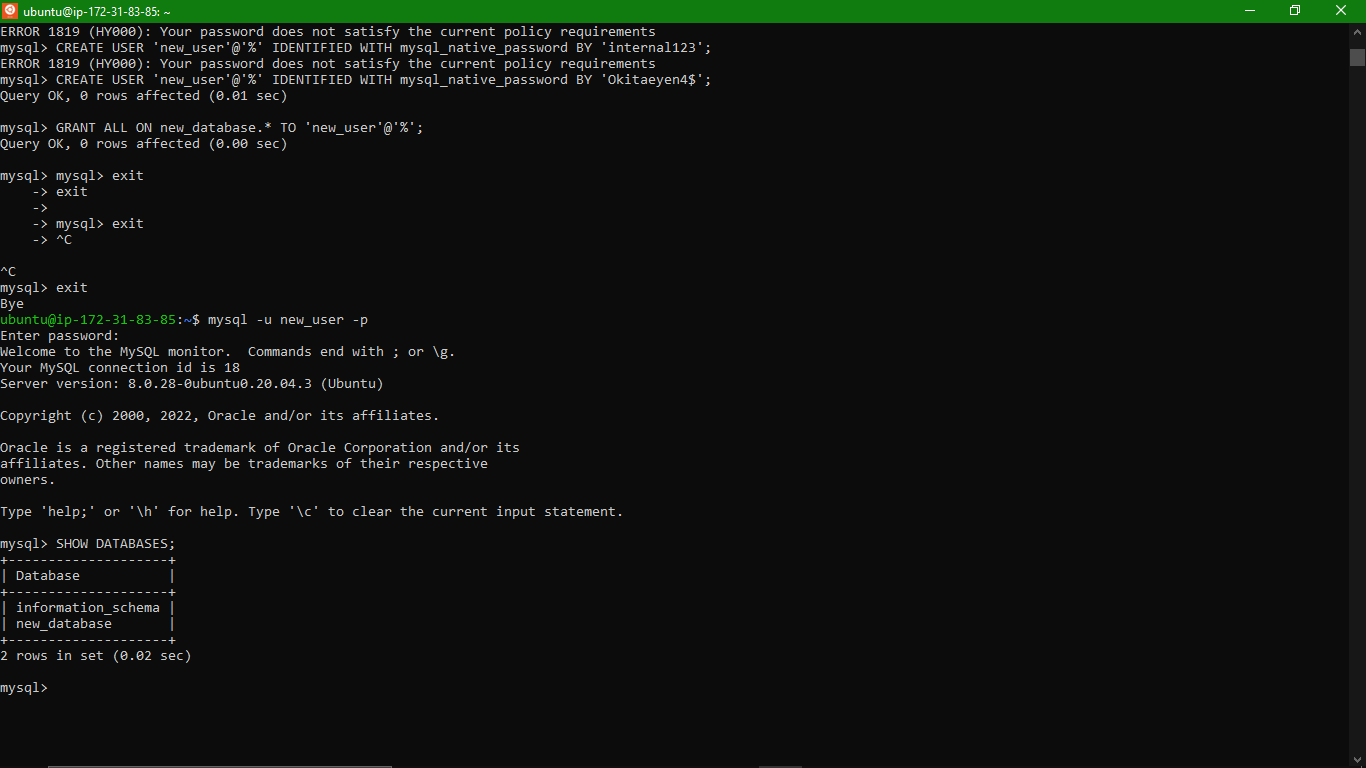 ubuntu@ip-172-31-83-85: ~
ERROR 1819 (HY000): Your password does not satisfy the current policy requirements
mysql> CREATE USER 'new_user'@'%' IDENTIFIED WITH mysql_native_password BY 'internal123';
ERROR 1819 (HY000): Your password does not satisfy the current policy requirements
mysql> CREATE USER 'new_user'@'%' IDENTIFIED WITH mysql_native_password BY 'Okitaeyen4$';
Query OK, 0 rows affected (0.01 sec)

mysql> GRANT ALL ON new_database.* TO 'new_user'@'%';
Query OK, 0 rows affected (0.00 sec)

mysql> mysql> exit
    -> exit
    ->
    -> mysql> exit
    -> ^C

^C
mysql> exit
Bye
ubuntu@ip-172-31-83-85:~$ mysql -u new_user -p
Enter password:
Welcome to the MySQL monitor.  Commands end with ; or \g.
Your MySQL connection id is 18
Server version: 8.0.28-0ubuntu0.20.04.3 (Ubuntu)

Copyright (c) 2000, 2022, Oracle and/or its affiliates.

Oracle is a registered trademark of Oracle Corporation and/or its
affiliates. Other names may be trademarks of their respective
owners.

Type 'help;' or '\h' for help. Type '\c' to clear the current input statement.

mysql> SHOW DATABASES;
+--------------------+
| Database           |
+--------------------+
| information_schema |
| new_database       |
+--------------------+
2 rows in set (0.02 sec)

mysql>